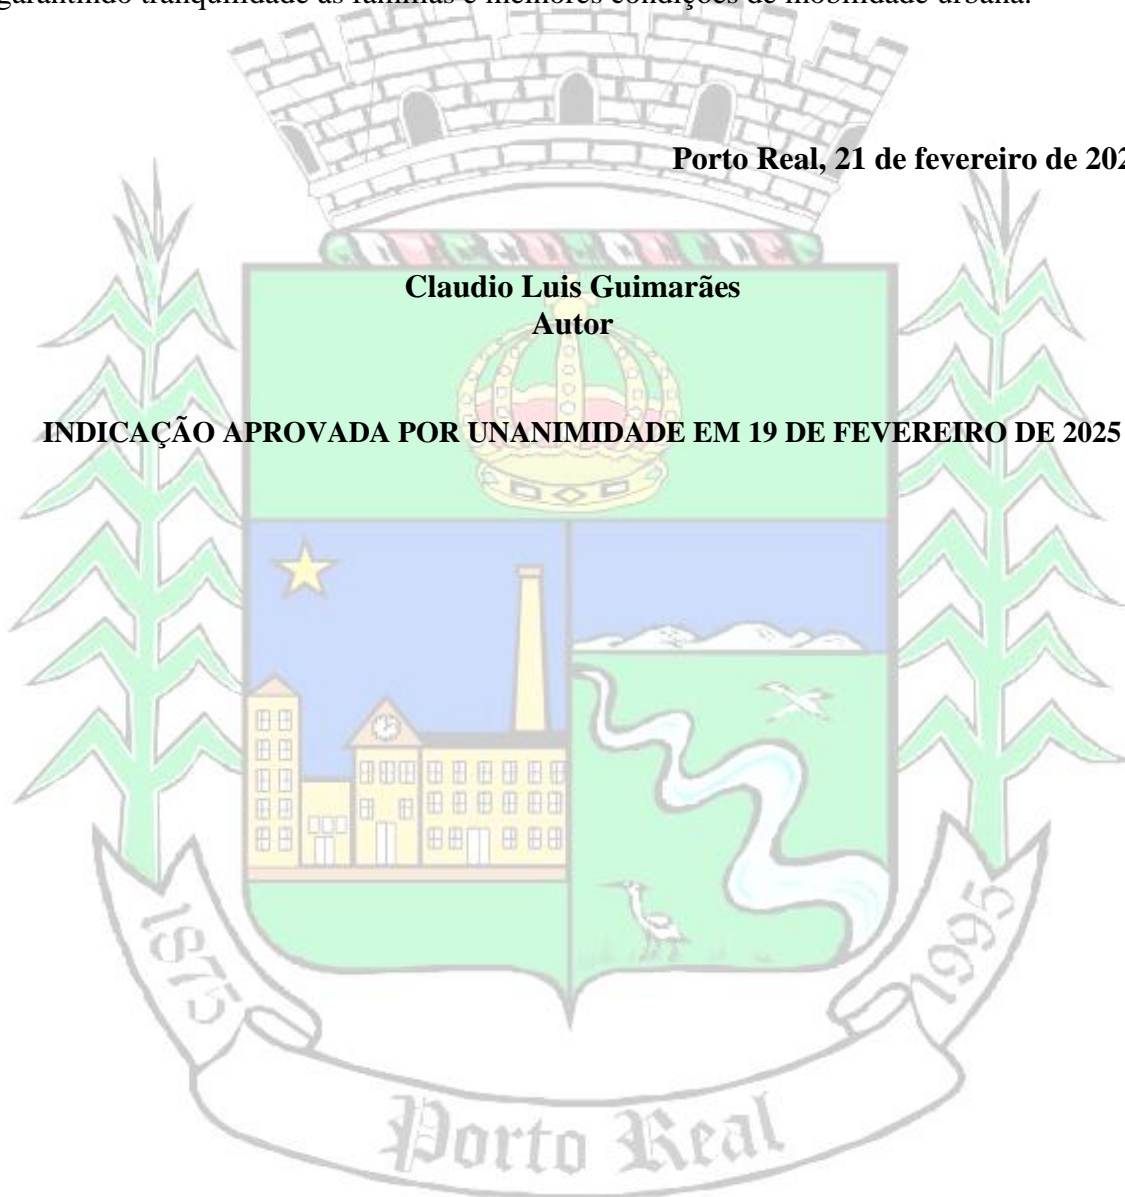 garantindo tranquilidade às famílias e melhores condições de mobilidade urbana.
Porto Real, 21 de fevereiro de 202
Claudio Luis Guimarães
Autor
INDICAÇÃO APROVADA POR UNANIMIDADE EM 19 DE FEVEREIRO DE 2025
1875
1995
Porto Real